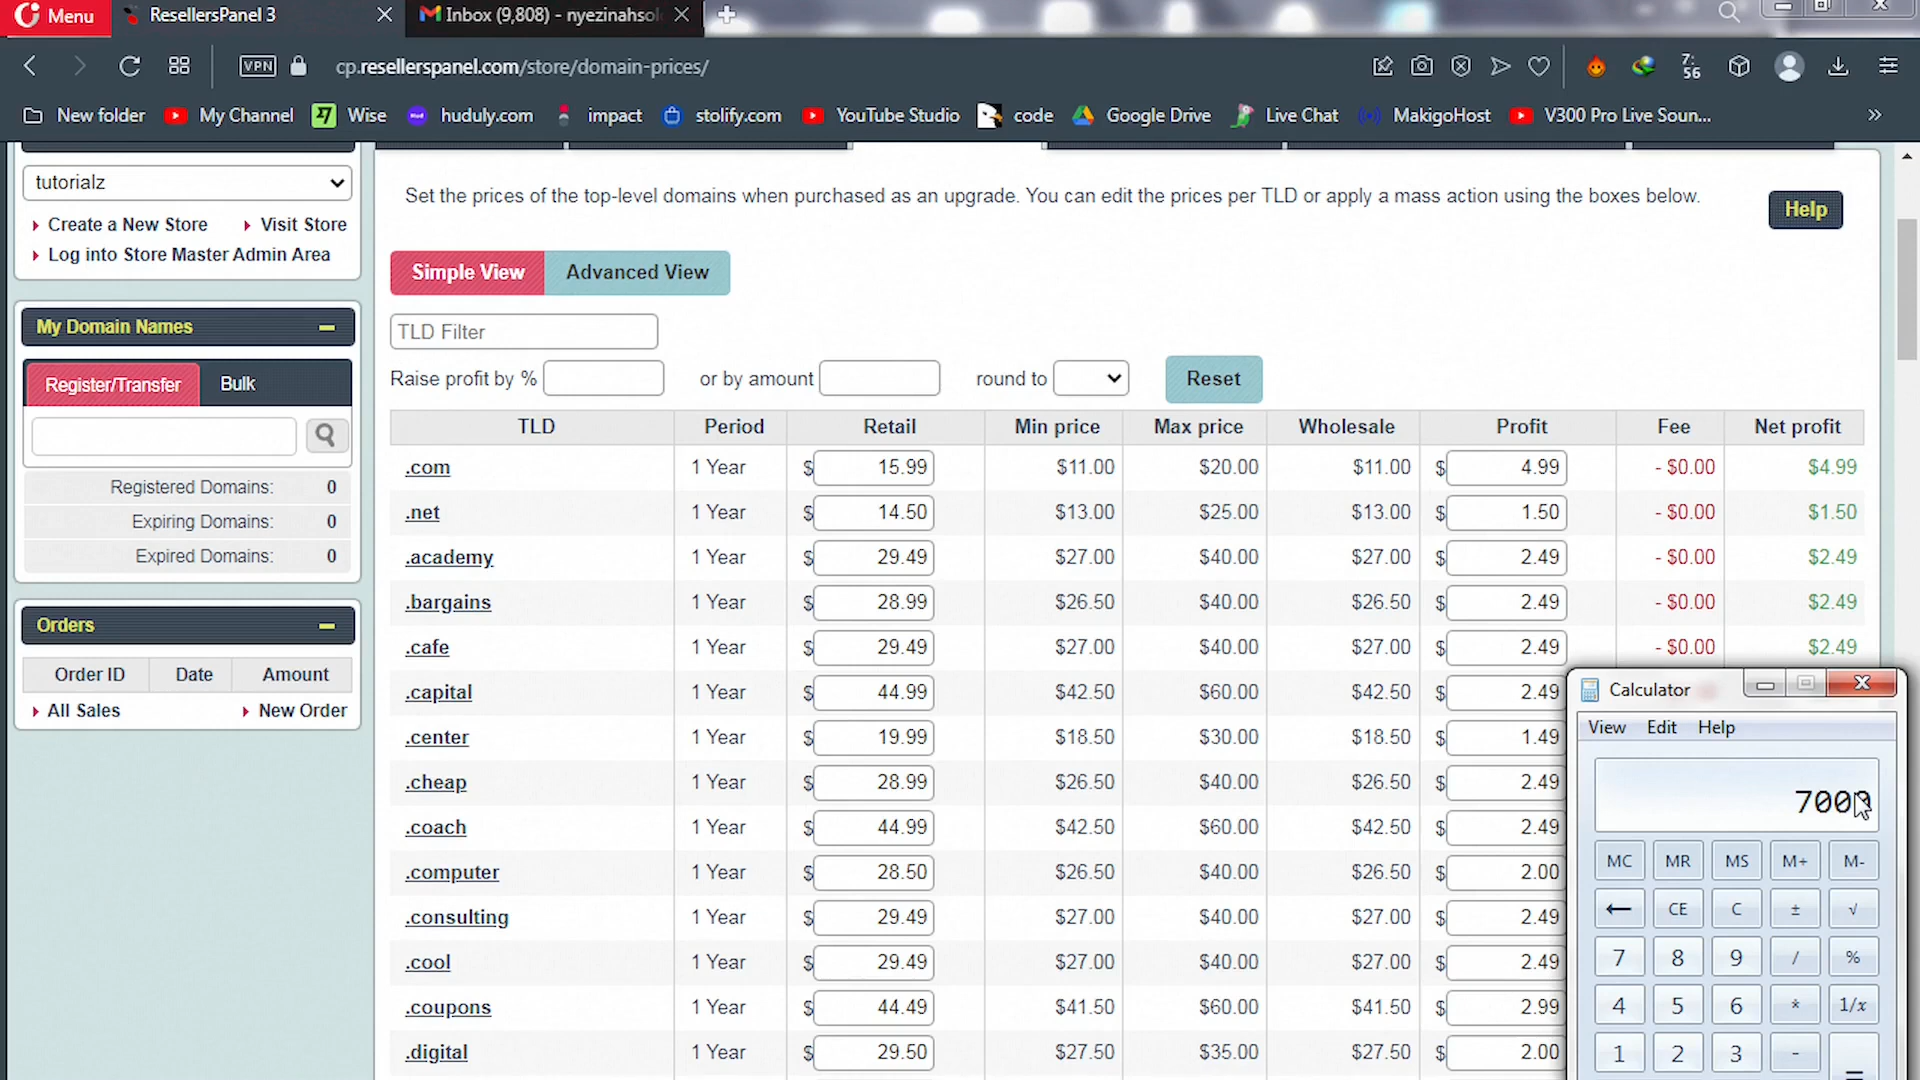 Menu
ResellersPanel 3
Inbox (9,808) - nyezinahsol
VPN
cp.resellerspanel.com/store/domain-prices/
7:
56
New folder
My Channel
Wise
huduly.com
impact
stolify.com
YouTube Studio
code
Google Drive
Live Chat
MakigoHost
V300 Pro Live Soun...
tutorialz
Create a New Store
Visit Store
Log into Store Master Admin Area
My Domain Names
Register/Transfer
Bulk
Registered Domains: 0
Expiring Domains: 0
Expired Domains: 0
Orders
Order ID Date Amount
All Sales
New Order
Set the prices of the top-level domains when purchased as an upgrade. You can edit the prices per TLD or apply a mass action using the boxes below.
Help
Simple View
Advanced View
TLD Filter
Raise profit by % or by amount round to Reset
TLD Period Retail Min price Max price Wholesale Profit Fee Net profit
.com 1 Year $ 15.99 $11.00 $20.00 $11.00 $ 4.99 - $0.00 $4.99
.net 1 Year $ 14.50 $13.00 $25.00 $13.00 $ 1.50 - $0.00 $1.50
.academy 1 Year $ 29.49 $27.00 $40.00 $27.00 $ 2.49 - $0.00 $2.49
.bargains 1 Year $ 28.99 $26.50 $40.00 $26.50 $ 2.49 - $0.00 $2.49
.cafe 1 Year $ 29.49 $27.00 $40.00 $27.00 $ 2.49 - $0.00 $2.49
.capital 1 Year $ 44.99 $42.50 $60.00 $42.50 $ 2.49
.center 1 Year $ 19.99 $18.50 $30.00 $18.50 $ 1.49
.cheap 1 Year $ 28.99 $26.50 $40.00 $26.50 $ 2.49
.coach 1 Year $ 44.99 $42.50 $60.00 $42.50 $ 2.49
.computer 1 Year $ 28.50 $26.50 $40.00 $26.50 $ 2.00
.consulting 1 Year $ 29.49 $27.00 $40.00 $27.00 $ 2.49
.cool 1 Year $ 29.49 $27.00 $40.00 $27.00 $ 2.49
.coupons 1 Year $ 44.49 $41.50 $60.00 $41.50 $ 2.99
.digital 1 Year $ 29.50 $27.50 $35.00 $27.50 $ 2.00
Calculator
View Edit Help
MC MR MS M+ M-
← CE C ± √
7 8 9 / %
4 5 6 * 1/x
1 2 3 - =